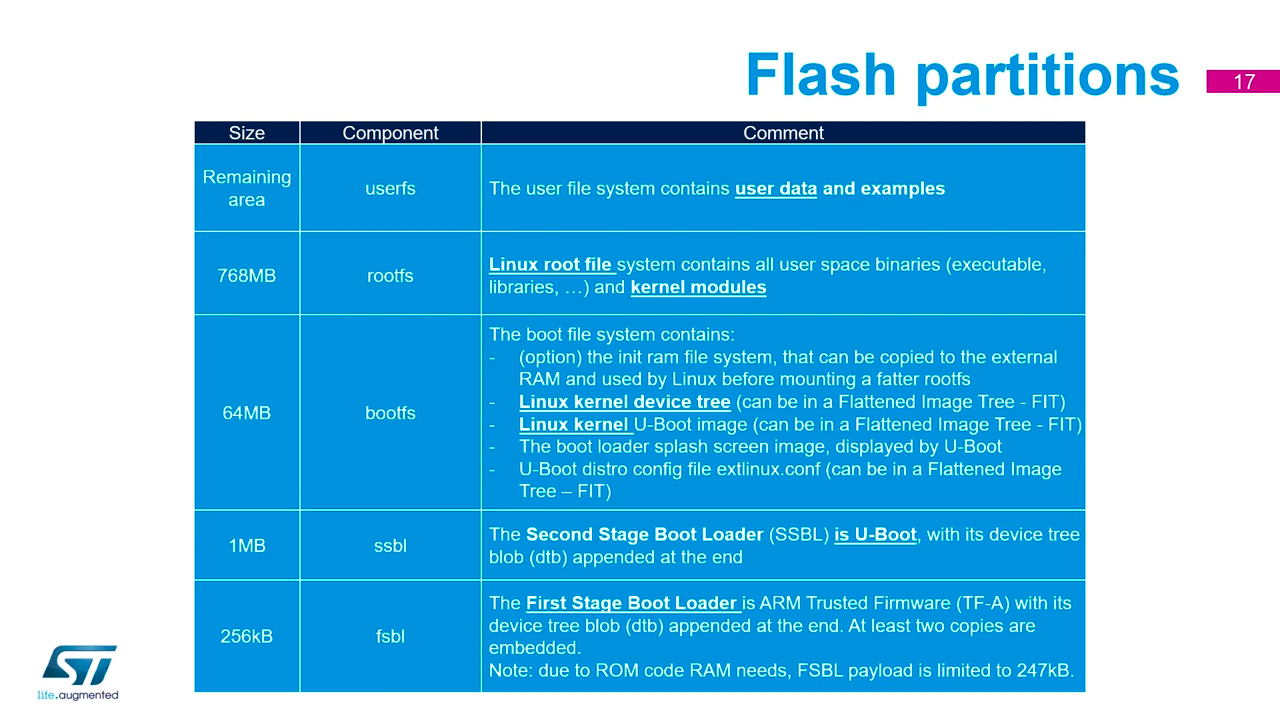 Flash partitions
17
Size Component Comment
Remaining
area
userfs
The user file system contains user data and examples
768MB
rootfs
Linux root file system contains all user space binaries (executable,
libraries, …) and kernel modules
64MB
bootfs
The boot file system contains:
- (option) the init ram file system, that can be copied to the external
RAM and used by Linux before mounting a fatter rootfs
- Linux kernel device tree (can be in a Flattened Image Tree - FIT)
- Linux kernel U-Boot image (can be in a Flattened Image Tree - FIT)
- The boot loader splash screen image, displayed by U-Boot
- U-Boot distro config file extlinux.conf (can be in a Flattened Image
Tree – FIT)
1MB
ssbl
The Second Stage Boot Loader (SSBL) is U-Boot, with its device tree
blob (dtb) appended at the end
256kB
fsbl
The First Stage Boot Loader is ARM Trusted Firmware (TF-A) with its
device tree blob (dtb) appended at the end. At least two copies are
embedded.
Note: due to ROM code RAM needs, FSBL payload is limited to 247kB.
ST
life.augmented